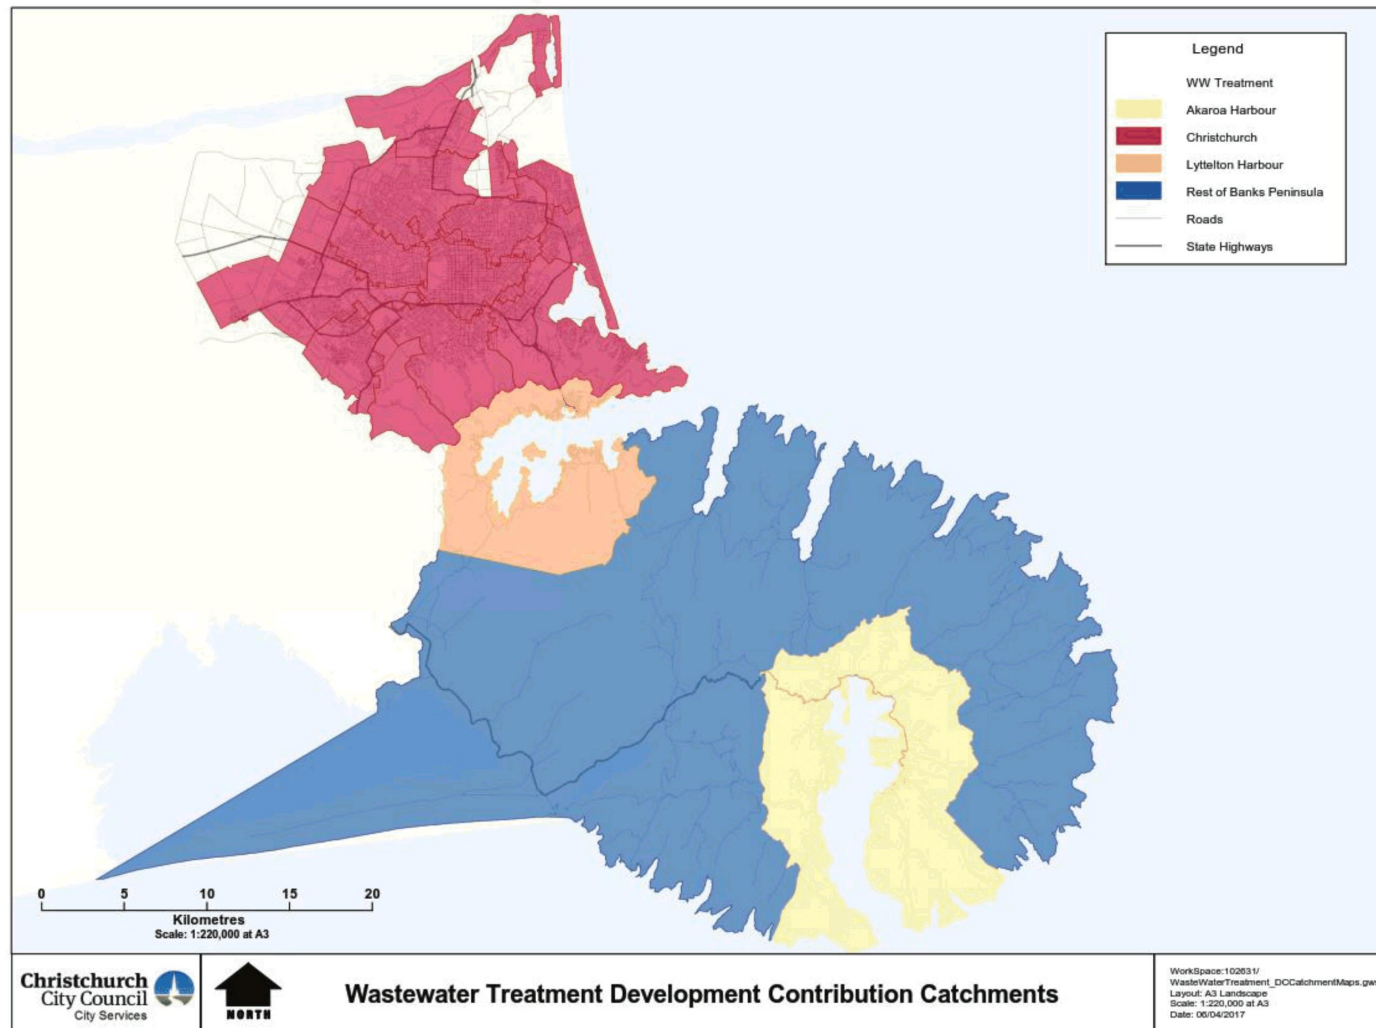 Legend
WW Treatment
Akaroa Harbour
Christchurch
Lyttelton Harbour
Rest of Banks Peninsula
Roads
State Highways
0 5 10 15 20
Kilometres
Scale: 1:220,000 at A3
Christchurch
City Council
City Services
NORTH
Wastewater Treatment Development Contribution Catchments
WorkSpace:102631/
WasteWaterTreatment_DCCatchmentMaps.gws
Layout: A3 Landscape
Scale: 1:220,000 at A3
Date: 06/04/2017